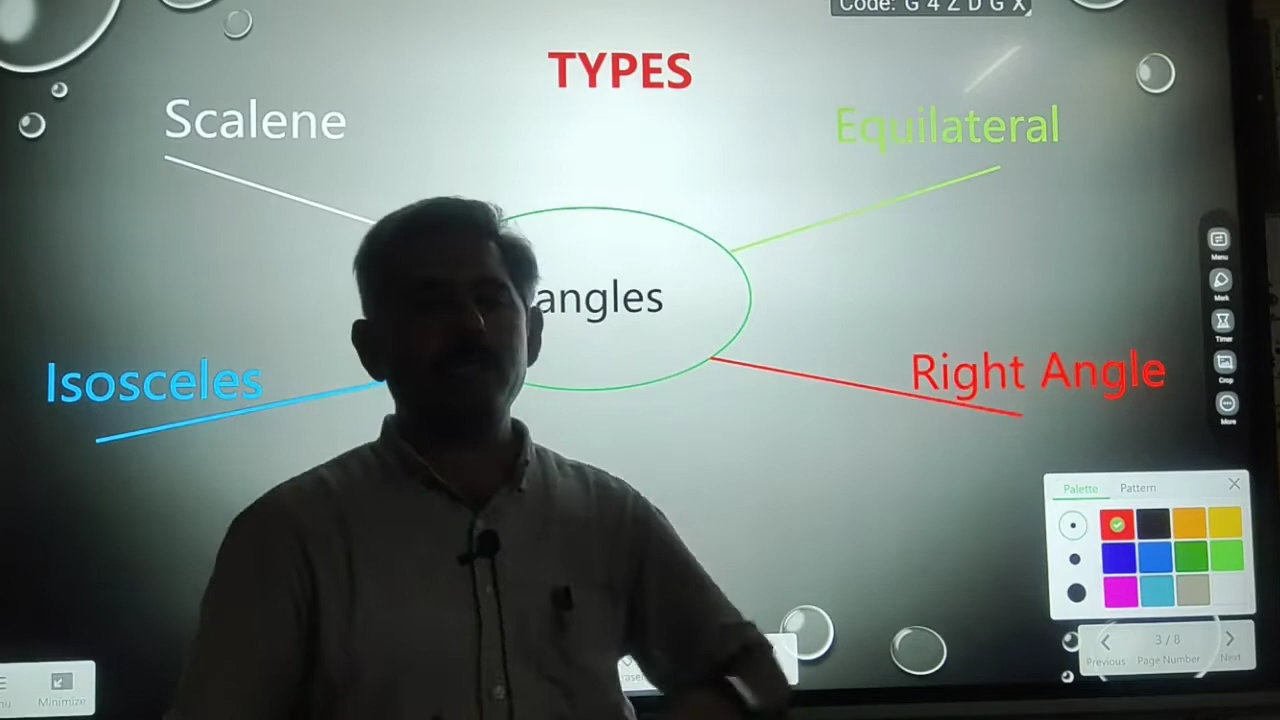 Code: G 4 Z D G X
TYPES
Scalene
Equilateral
angles
Isosceles
Right Angle
Menu
Mark
Timer
Crop
More
Palette Pattern
3 / 8
Previous Page Number Next
Minimize